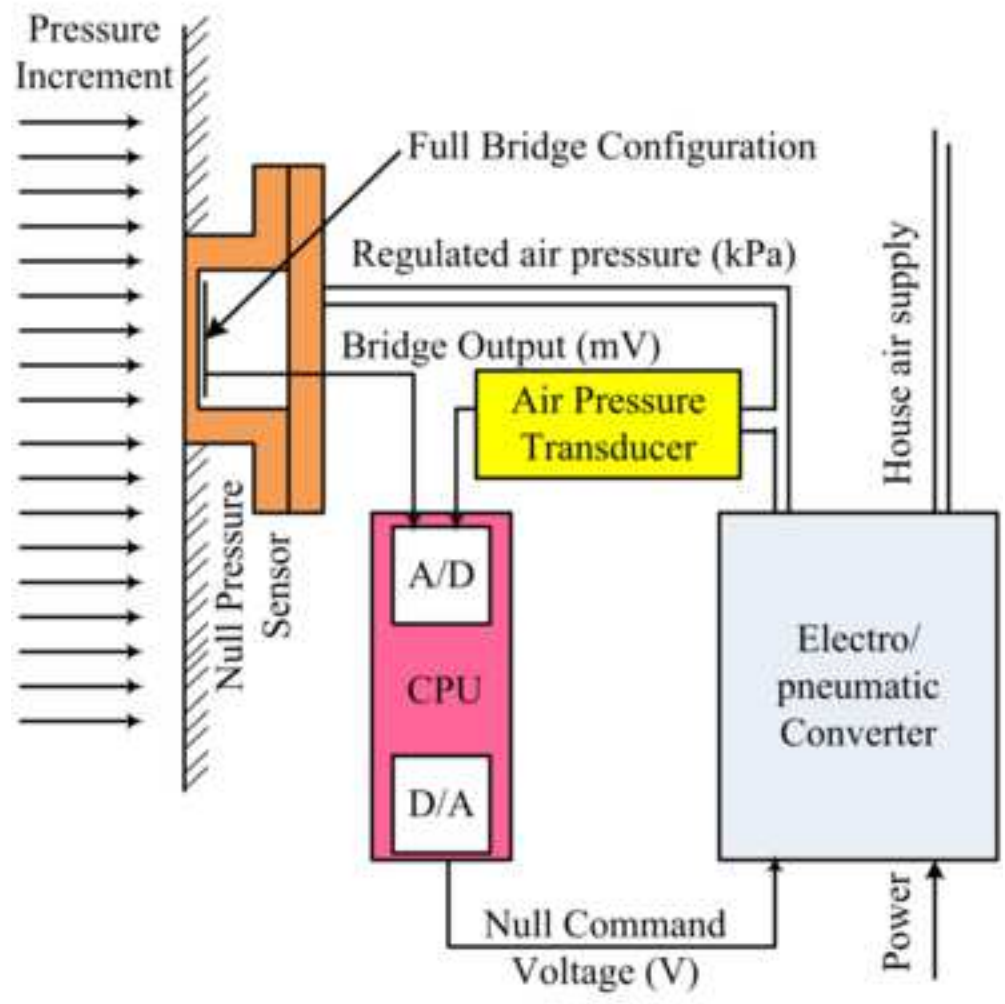 Pressure
Increment
Full Bridge Configuration
Regulated air pressure (kPa)
Bridge Output (mV)
Air Pressure
Transducer
House air supply
Null Pressure
Sensor
A/D
CPU
D/A
Electro/
pneumatic
Converter
Null Command
Voltage (V)
Power